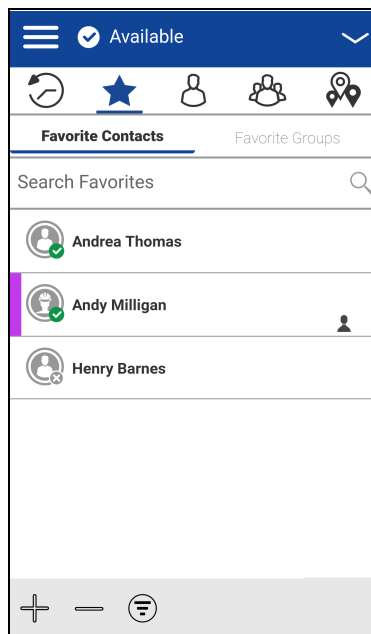 Available
Favorite Contacts
Favorite Groups
Search Favorites
Andrea Thomas
Andy Milligan
Henry Barnes